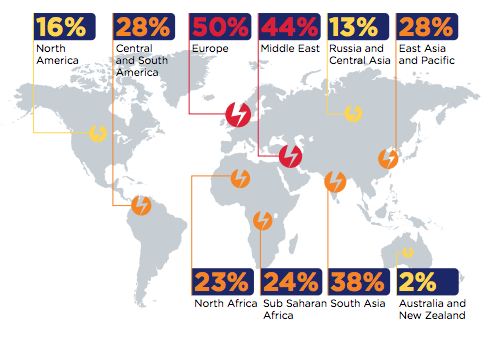 16%
North
America
28%
Central
and South
America
50%
Europe
44%
Middle East
13%
Russia and
Central Asia
28%
East Asia
and Pacific
23%
North Africa
24%
Sub Saharan
Africa
38%
South Asia
2%
Australia and
New Zealand